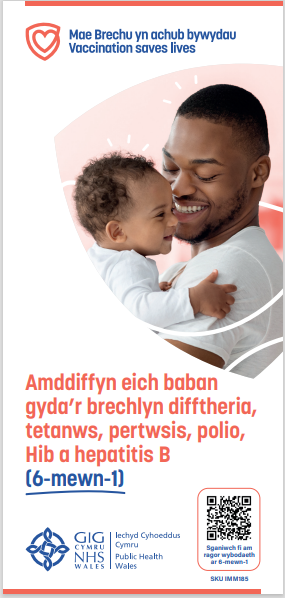 Mae Brechu yn achub bywydau
Vaccination saves lives
Amddiffyn eich baban
gyda'r brechlyn difftheria,
tetanws, pertwsis, polio,
Hib a hepatitis B
(6-mewn-1)
GIG
CYMRU
NHS
WALES
Iechyd Cyhoeddus
Cymru
Public Health
Wales
Sganiwch fi am
ragor wybodaeth
ar 6-mewn-1
SKU IMM185